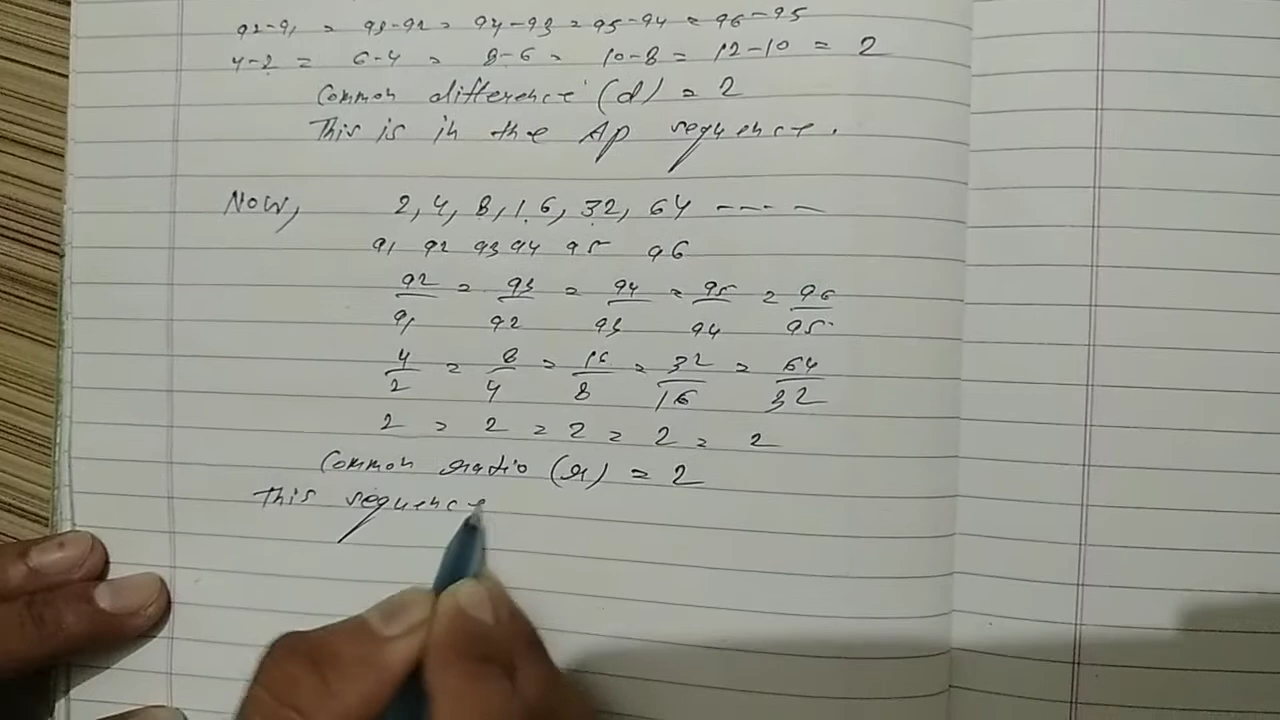 a2-a1 = a3-a2 = a4-a3 = a5-a4 = a6-a5
4-2 = 6-4 = 8-6 = 10-8 = 12-10 = 2
Common difference (d) = 2
This is in the Ap sequence.
Now, 2, 4, 8, 16, 32, 64 -----
a1 a2 a3 a4 a5 a6
a2/a1 = a3/a2 = a4/a3 = a5/a4 = a6/a5
4/2 = 8/4 = 16/8 = 32/16 = 64/32
2 = 2 = 2 = 2 = 2
Common ratio (r) = 2
This sequence